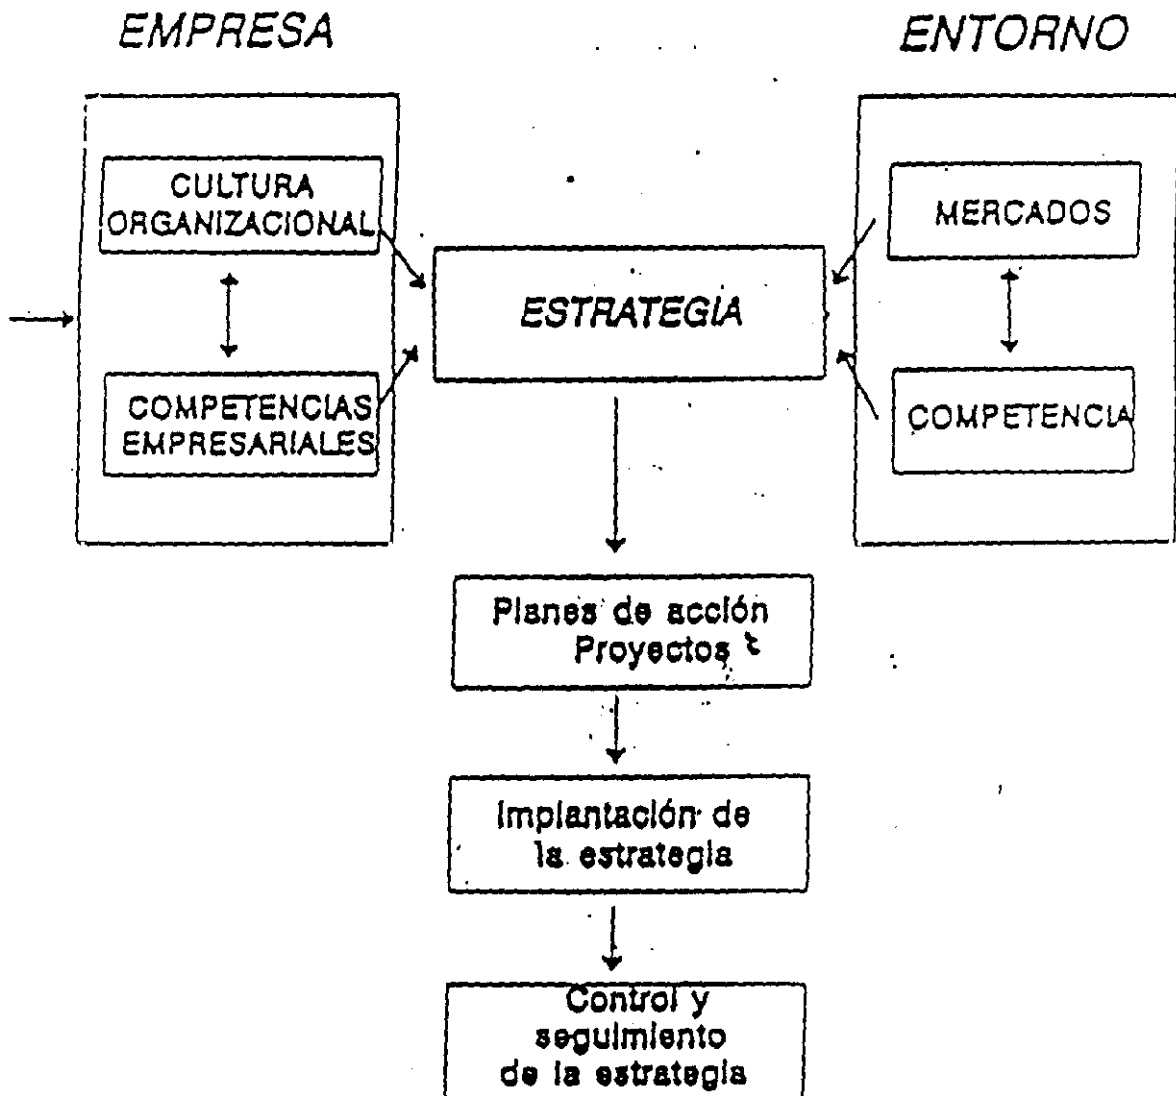 EMPRESA
ENTORNO
CULTURA
ORGANIZACIONAL
COMPETENCIAS
EMPRESARIALES
ESTRATEGIA
MERCADOS
COMPETENCIA
Planes de acción
Proyectos
Implantación de
la estrategia
Control y
seguimiento
de la estrategia